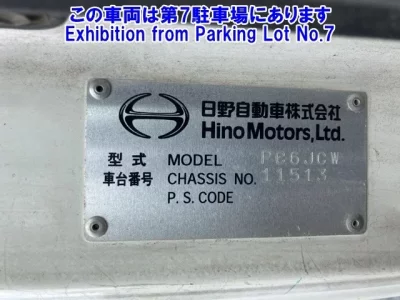 この車両は第7駐車場にあります
Exhibition from Parking Lot No.7
日野自動車株式会社
Hino Motors, Ltd.
型式 MODEL FC6JCW
車台番号 CHASSIS NO. 11513
P.S.CODE